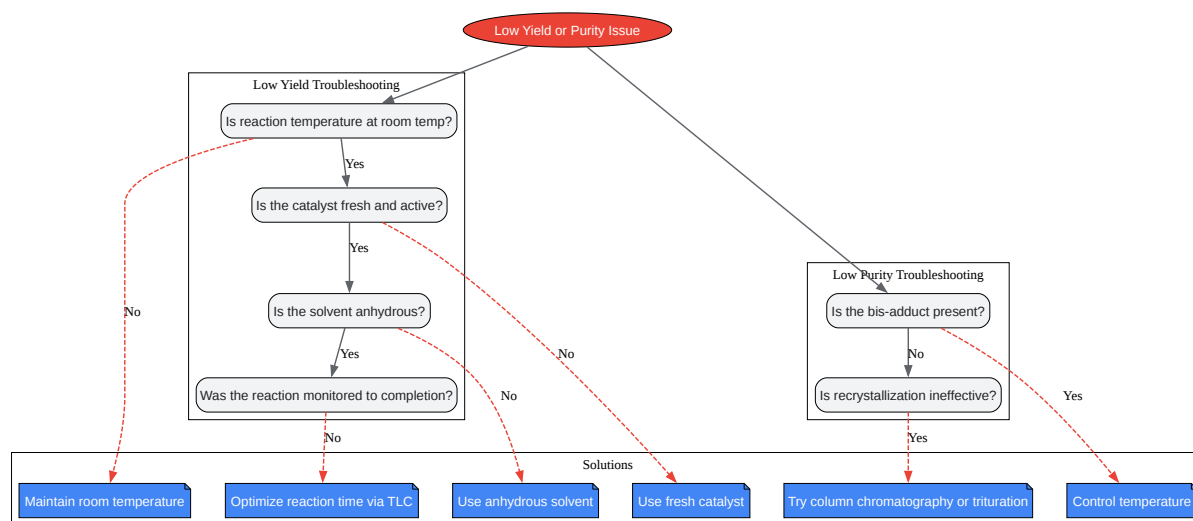 Low Yield or Purity Issue
Low Yield Troubleshooting
Is reaction temperature at room temp?
Yes
Is the catalyst fresh and active?
Yes
Low Purity Troubleshooting
Is the solvent anhydrous?
Is the bis-adduct present?
No
Yes
No
No
Was the reaction monitored to completion?
No
Is recrystallization ineffective?
Yes
No
Yes
Solutions
Maintain room temperature
Optimize reaction time via TLC
Use anhydrous solvent
Use fresh catalyst
Try column chromatography or trituration
Control temperature